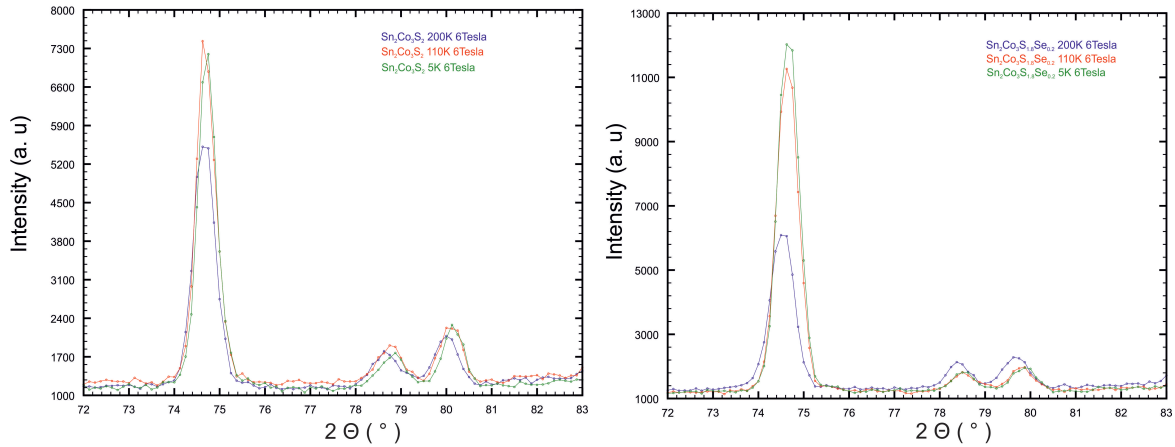 8000
7300
6600
5900
5200
4500
3800
3100
2400
1700
1000
Intensity (a. u)
Sn₂Co₃S₂ 200K 6Tesla
Sn₂Co₃S₂ 110K 6Tesla
Sn₂Co₃S₂ 5K 6Tesla
72 73 74 75 76 77 78 79 80 81 82 83
2 Θ ( ° )
13000
11000
9000
7000
5000
3000
1000
Intensity (a. u)
Sn₂Co₃S₁.₈Se₀.₂ 200K 6Tesla
Sn₂Co₃S₁.₈Se₀.₂ 110K 6Tesla
Sn₂Co₃S₁.₈Se₀.₂ 5K 6Tesla
72 73 74 75 76 77 78 79 80 81 82 83
2 Θ ( ° )